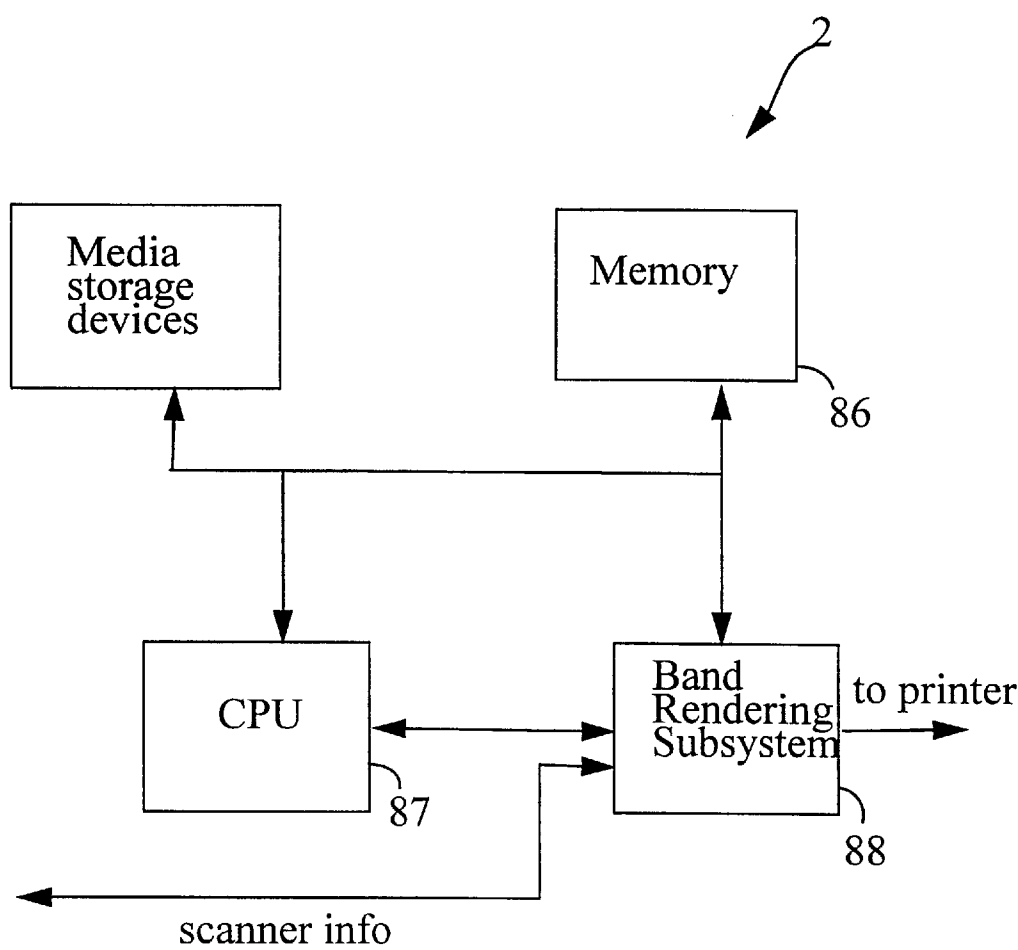 2
Media
storage
devices
Memory
86
CPU
87
Band
Rendering
Subsystem
88
to printer
scanner info